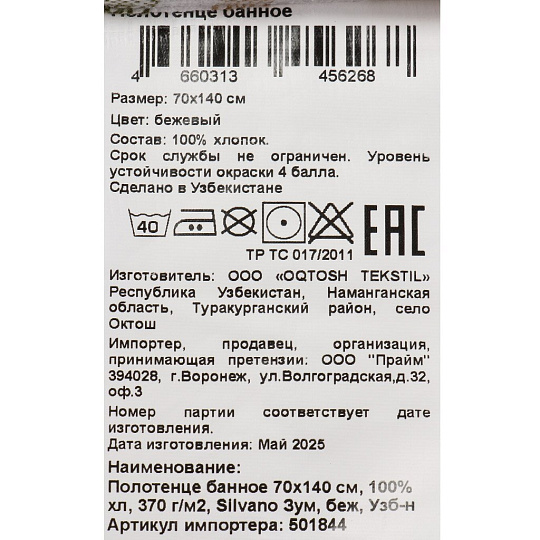 Полотенце банное
4 660313 456268
Размер: 70х140 см
Цвет: бежевый
Состав: 100% хлопок.
Срок службы не ограничен. Уровень
устойчивости окраски 4 балла.
Сделано в Узбекистане
40
ЕАС
ТР ТС 017/2011
Изготовитель: ООО «OQTOSH TEKSTIL»
Республика Узбекистан, Наманганская
область, Туракурганский район, село
Октош
Импортер, продавец, организация,
принимающая претензии: ООО "Прайм"
394028, г.Воронеж, ул.Волгоградская,д.32,
оф.3
Номер партии соответствует дате
изготовления.
Дата изготовления: Май 2025
Наименование:
Полотенце банное 70х140 см, 100%
хл, 370 г/м2, Silvano Зум, беж, Узб-н
Артикул импортера: 501844